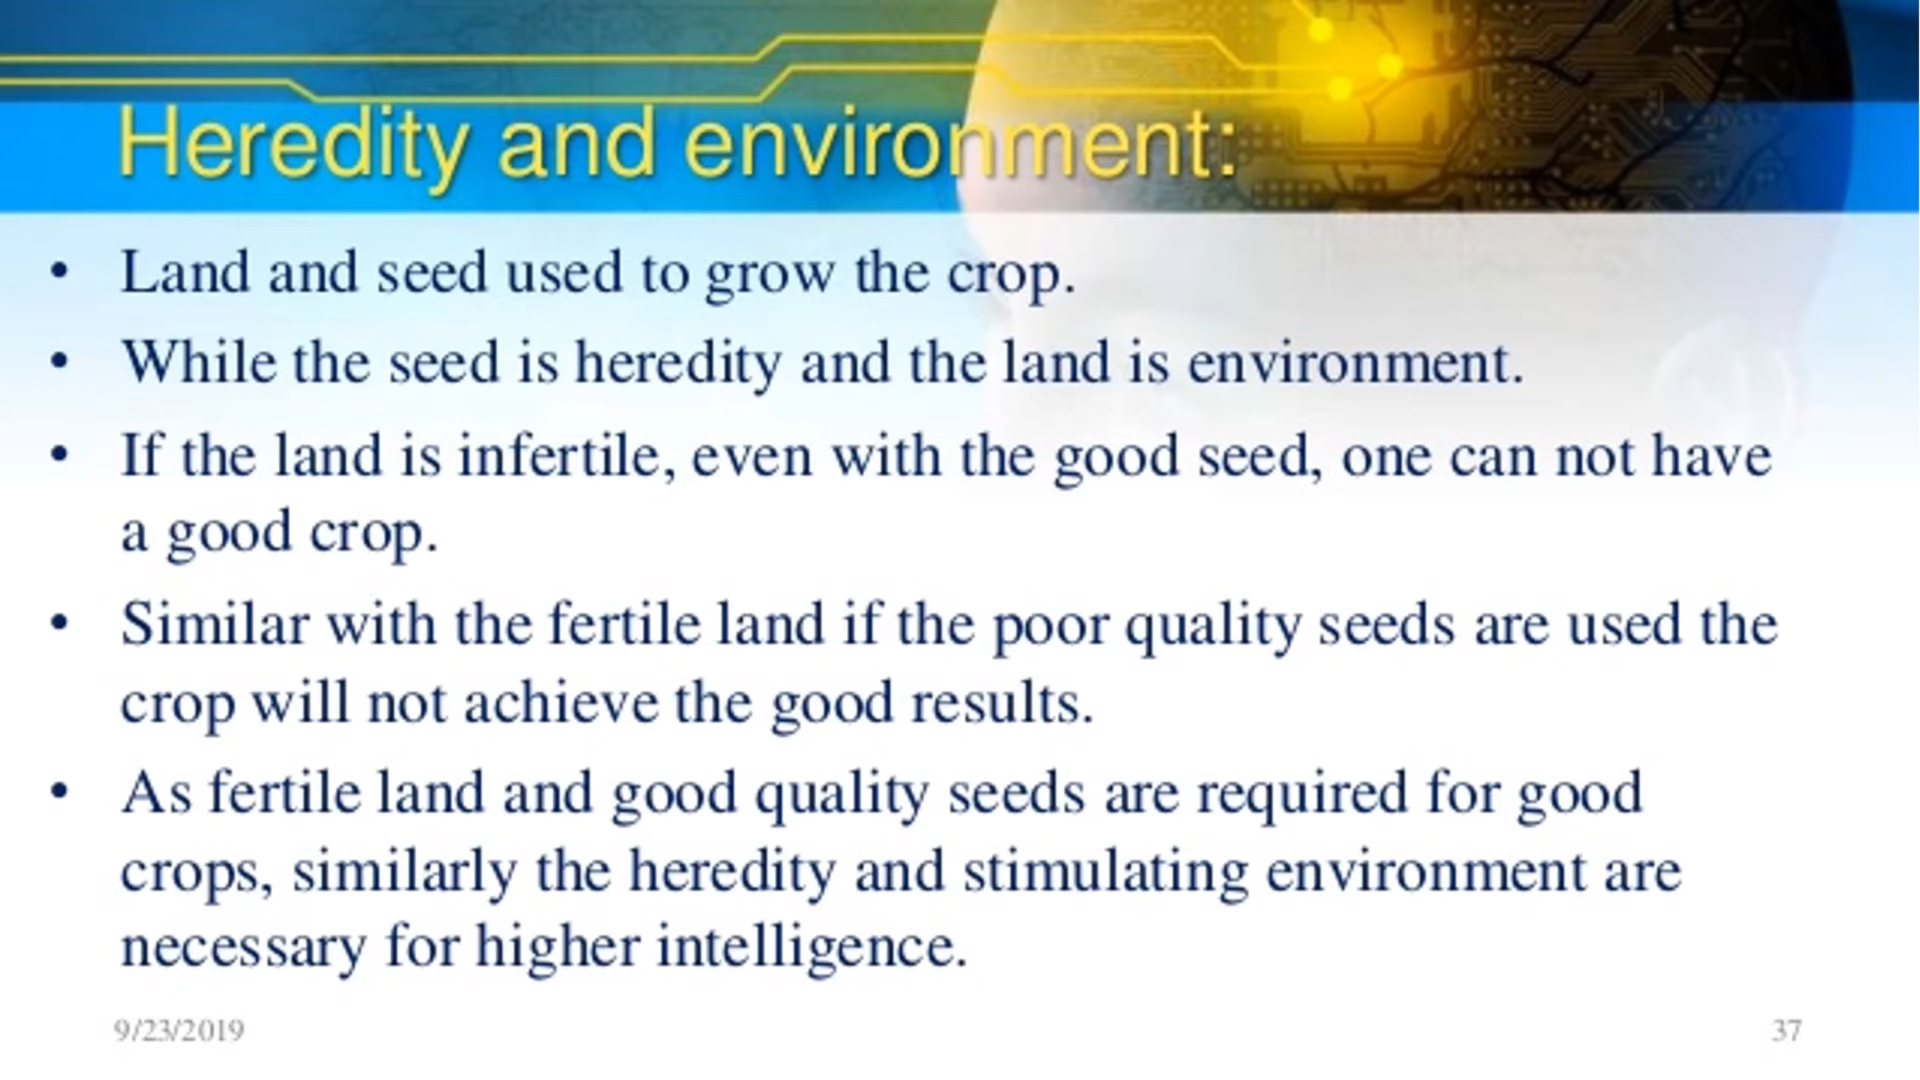 Heredity and environment:
• Land and seed used to grow the crop.
• While the seed is heredity and the land is environment.
• If the land is infertile, even with the good seed, one can not have
a good crop.
• Similar with the fertile land if the poor quality seeds are used the
crop will not achieve the good results.
• As fertile land and good quality seeds are required for good
crops, similarly the heredity and stimulating environment are
necessary for higher intelligence.
9/23/2019
37